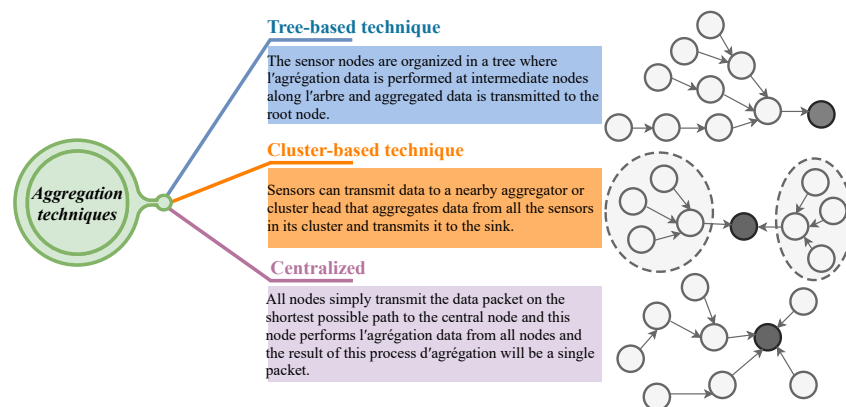 Aggregation
techniques
Tree-based technique
The sensor nodes are organized in a tree where
l'agrégation data is performed at intermediate nodes
along l'arbre and aggregated data is transmitted to the
root node.
Cluster-based technique
Sensors can transmit data to a nearby aggregator or
cluster head that aggregates data from all the sensors
in its cluster and transmits it to the sink.
Centralized
All nodes simply transmit the data packet on the
shortest possible path to the central node and this
node performs l'agrégation data from all nodes and
the result of this process d'agrégation will be a single
packet.